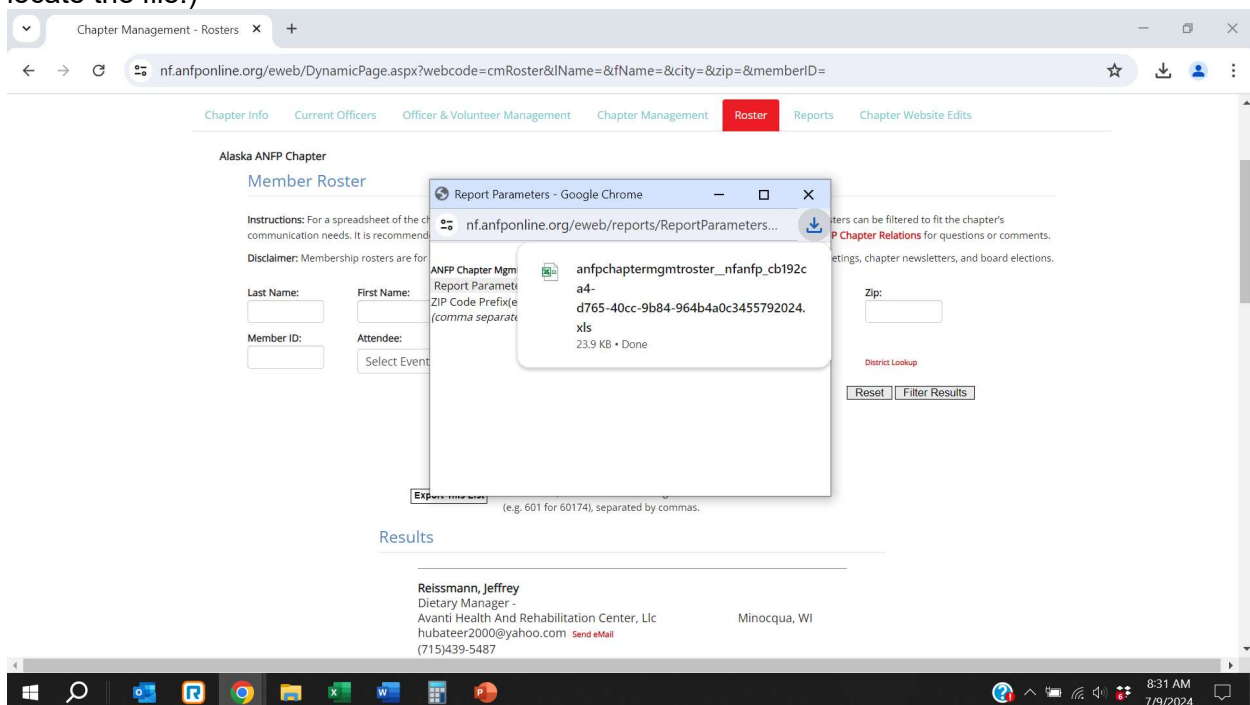 locate the file.)
Chapter Management - Rosters
nf.anfponline.org/eweb/DynamicPage.aspx?webcode=cmRoster&lName=&fName=&city=&zip=&memberID=
Chapter Info Current Officers Officer & Volunteer Management Chapter Management Roster Reports Chapter Website Edits
Alaska ANFP Chapter
Member Roster
Report Parameters - Google Chrome
nf.anfponline.org/eweb/reports/ReportParameters...
Instructions: For a spreadsheet of the ch
ters can be filtered to fit the chapter's
communication needs. It is recommend
P Chapter Relations for questions or comments.
Disclaimer: Membership rosters are for
etings, chapter newsletters, and board elections.
ANFP Chapter Mgm
Report Paramete
ZIP Code Prefix(e
(comma separate
anfpchaptermgmtroster__nfanfp_cb192c
a4-
d765-40cc-9b84-964b4a0c3455792024.
xls
23.9 KB • Done
Last Name: First Name: Zip:
Member ID: Attendee:
Select Event
District Lookup
Reset Filter Results
(e.g. 601 for 60174), separated by commas.
Results
Reissmann, Jeffrey
Dietary Manager -
Avanti Health And Rehabilitation Center, Llc Minocqua, WI
hubateer2000@yahoo.com Send eMail
(715)439-5487
8:31 AM
7/9/2024